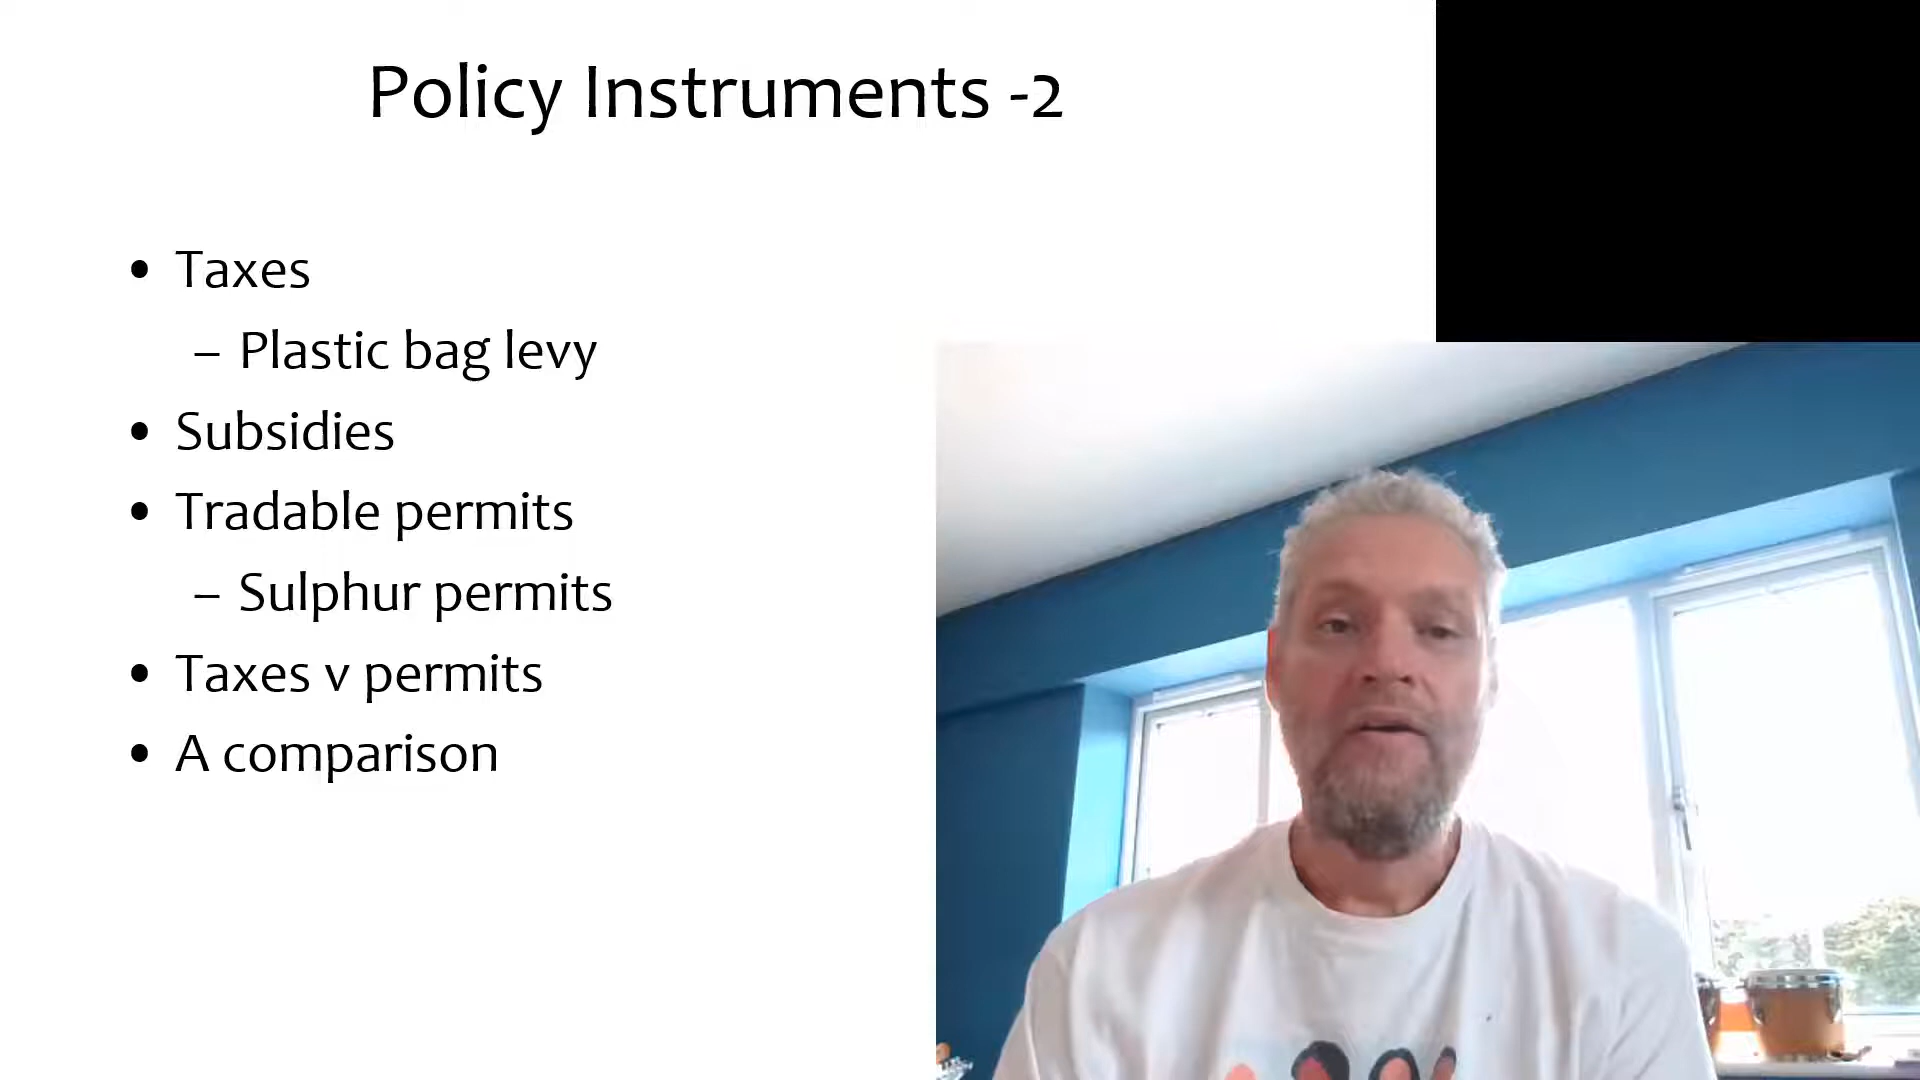 Policy Instruments -2
• Taxes
– Plastic bag levy
• Subsidies
• Tradable permits
– Sulphur permits
• Taxes v permits
• A comparison